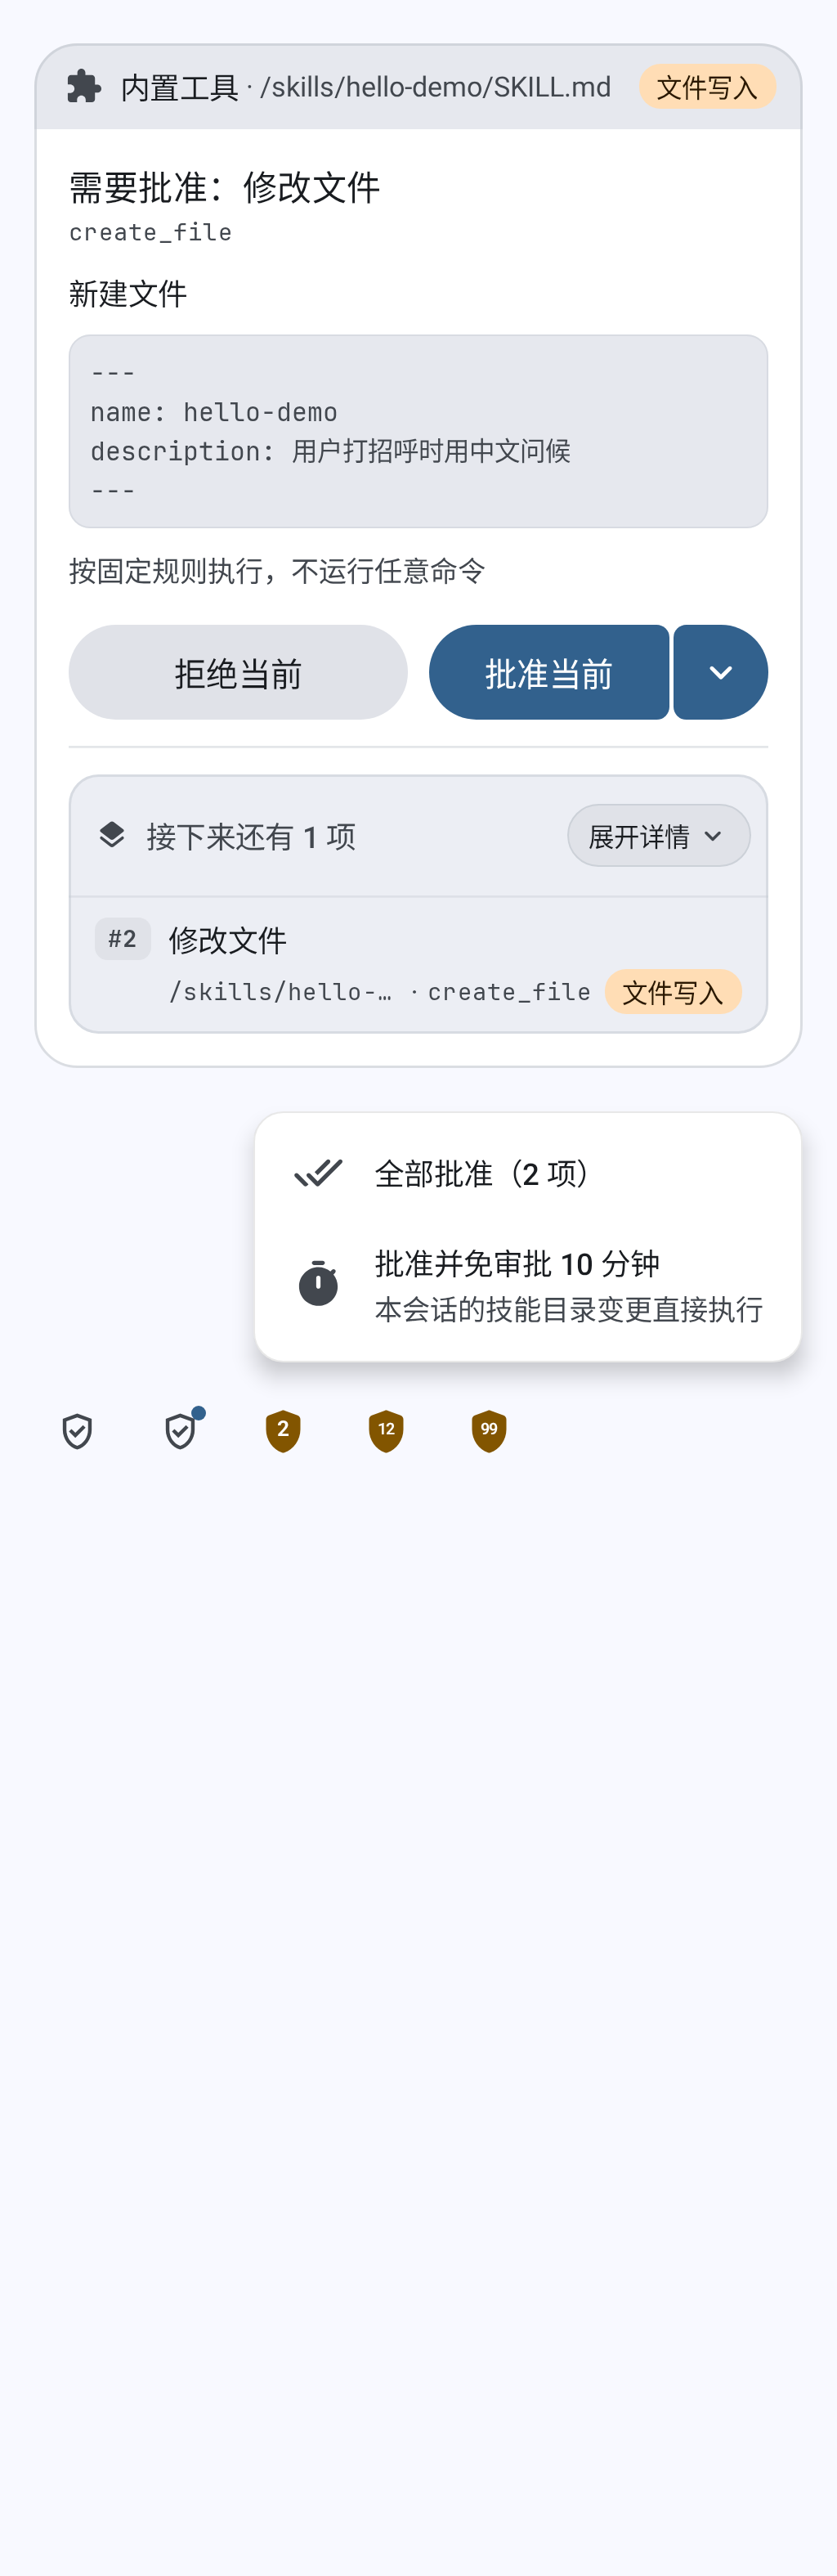 内置工具 · /skills/hello-demo/SKILL.md 文件写入
需要批准：修改文件
create_file
新建文件
---
name: hello-demo
description: 用户打招呼时用中文问候
---
按固定规则执行，不运行任意命令
拒绝当前 批准当前
接下来还有 1 项 展开详情
#2 修改文件
/skills/hello-… · create_file 文件写入
全部批准（2 项）
批准并免审批 10 分钟
本会话的技能目录变更直接执行
2 12 99